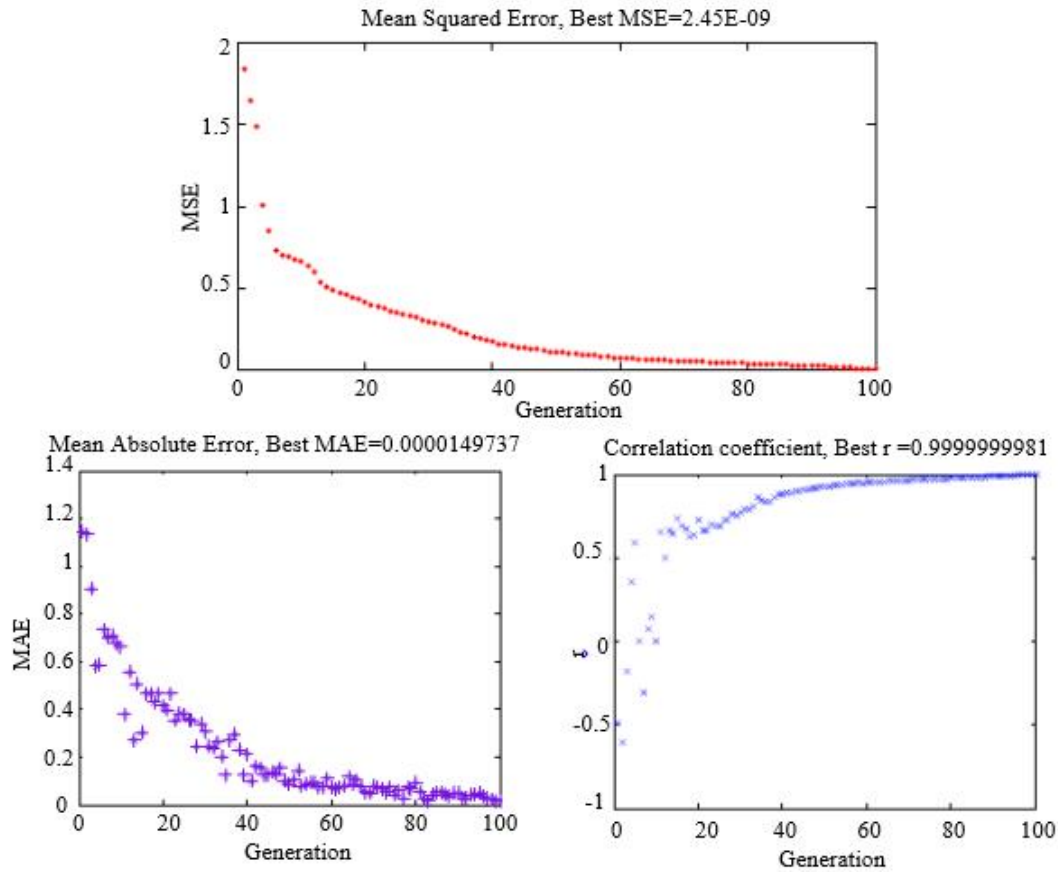 Mean Squared Error, Best MSE=2.45E-09
2
1.5
1
0.5
0
MSE
0 20 40 60 80 100
Generation
Mean Absolute Error, Best MAE=0.0000149737
1.4
1.2
1
0.8
0.6
0.4
0.2
0
MAE
0 20 40 60 80 100
Generation
Correlation coefficient, Best r =0.9999999981
1
0.5
0
-0.5
-1
r
0 20 40 60 80 100
Generation